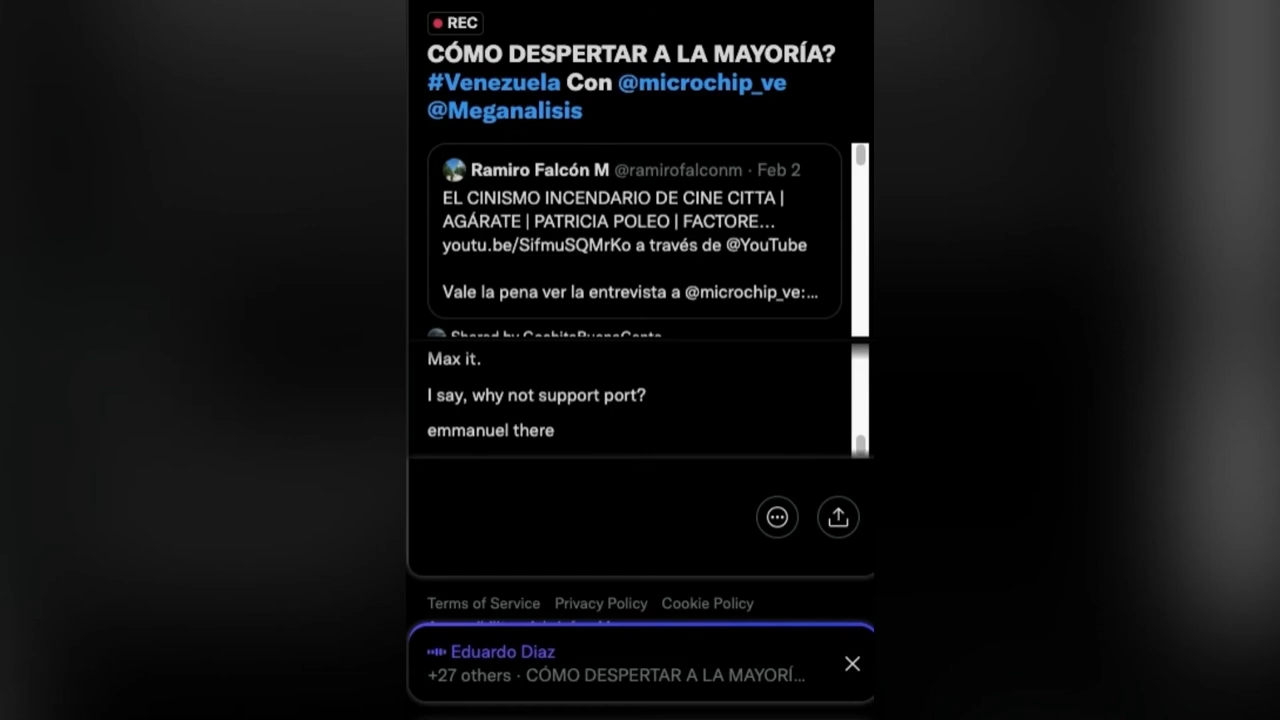 REC
CÓMO DESPERTAR A LA MAYORÍA?
#Venezuela Con @microchip_ve
@Meganalisis
Ramiro Falcón M @ramirofalconm · Feb 2
EL CINISMO INCENDARIO DE CINE CITTA |
AGÁRATE | PATRICIA POLEO | FACTORE...
youtu.be/SifmuSQMrKo a través de @YouTube
Vale la pena ver la entrevista a @microchip_ve:...
Shared by
Max it.
I say, why not support port?
emmanuel there
Terms of Service Privacy Policy Cookie Policy
Eduardo Diaz
+27 others · CÓMO DESPERTAR A LA MAYORÍ...